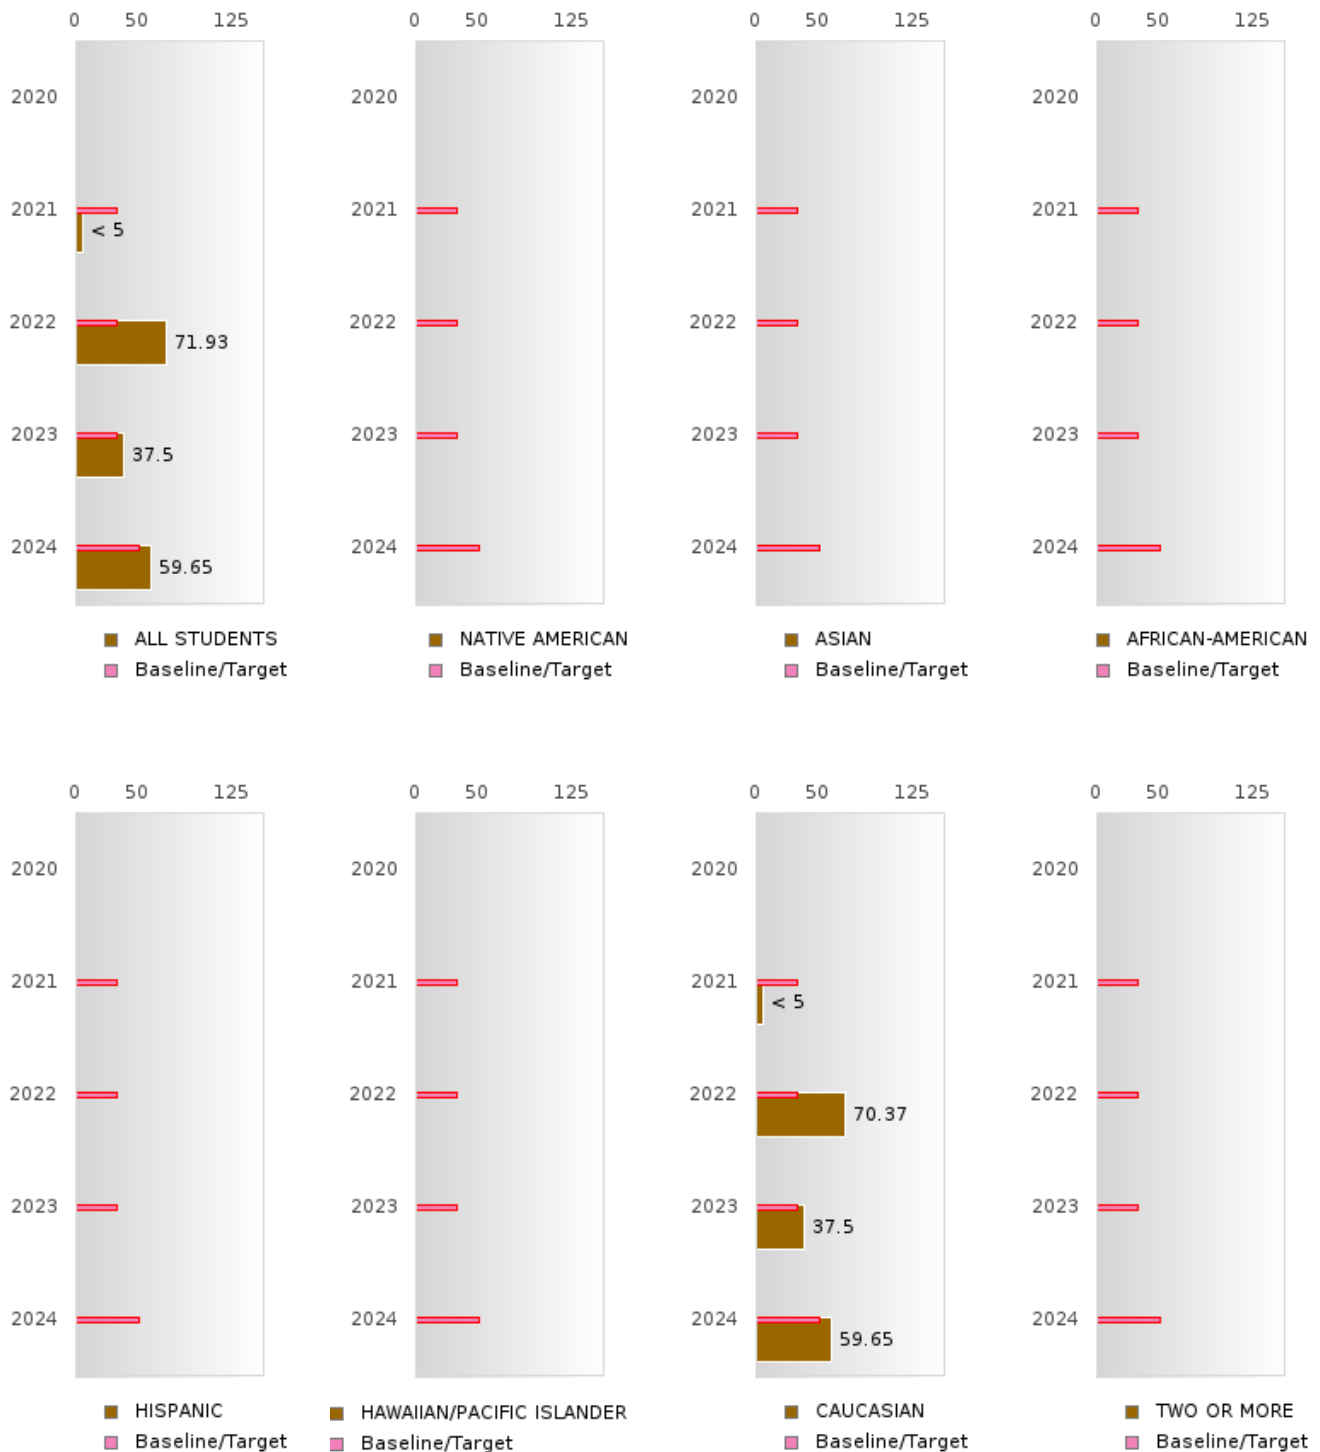 0 50 125 0 50 125 0 50 125 0 50 125
2020 2020 2020 2020
2021 2021 2021 2021
< 5
2022 2022 2022 2022
71.93
2023 2023 2023 2023
37.5
2024 2024 2024 2024
59.65
ALL STUDENTS NATIVE AMERICAN ASIAN AFRICAN-AMERICAN
Baseline/Target Baseline/Target Baseline/Target Baseline/Target
0 50 125 0 50 125 0 50 125 0 50 125
2020 2020 2020 2020
2021 2021 2021 2021
< 5
2022 2022 2022 2022
70.37
2023 2023 2023 2023
37.5
2024 2024 2024 2024
59.65
HISPANIC HAWAIIAN/PACIFIC ISLANDER CAUCASIAN TWO OR MORE
Baseline/Target Baseline/Target Baseline/Target Baseline/Target